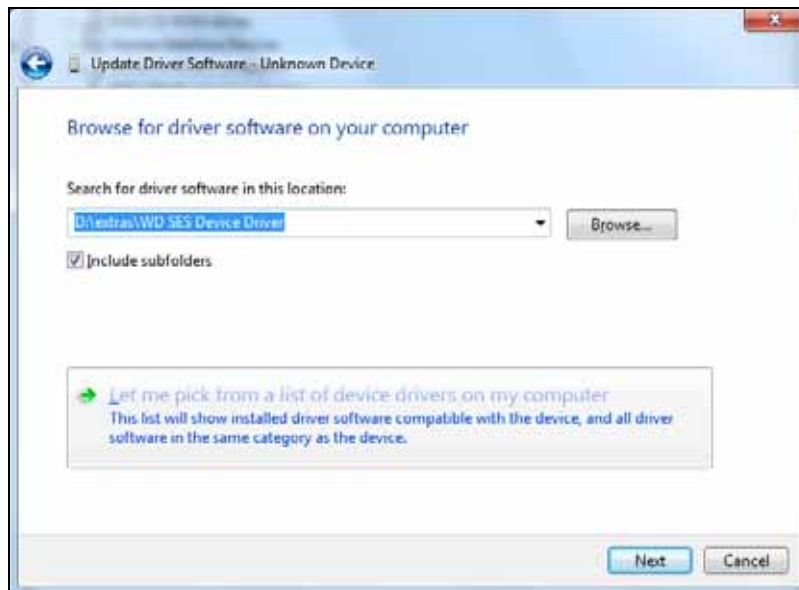 Update Driver Software - Unknown Device
Browse for driver software on your computer
Search for driver software in this location:
D:\extras\WD SES Device Driver
Browse...
Include subfolders
Let me pick from a list of device drivers on my computer
This list will show installed driver software compatible with the device, and all driver
software in the same category as the device.
Next
Cancel